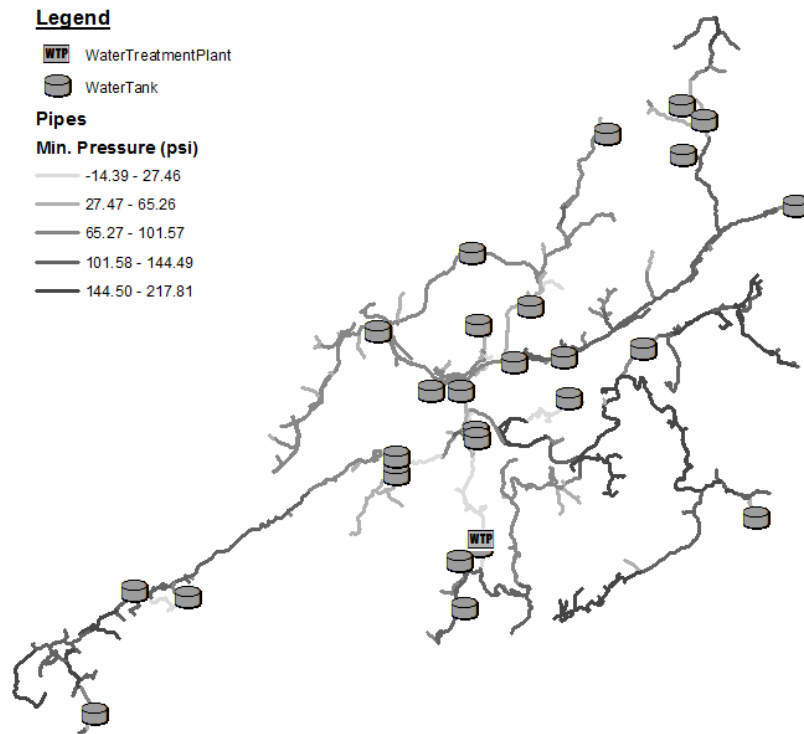 Legend
WTP WaterTreatmentPlant
WaterTank
Pipes
Min. Pressure (psi)
-14.39 - 27.46
27.47 - 65.26
65.27 - 101.57
101.58 - 144.49
144.50 - 217.81
WTP